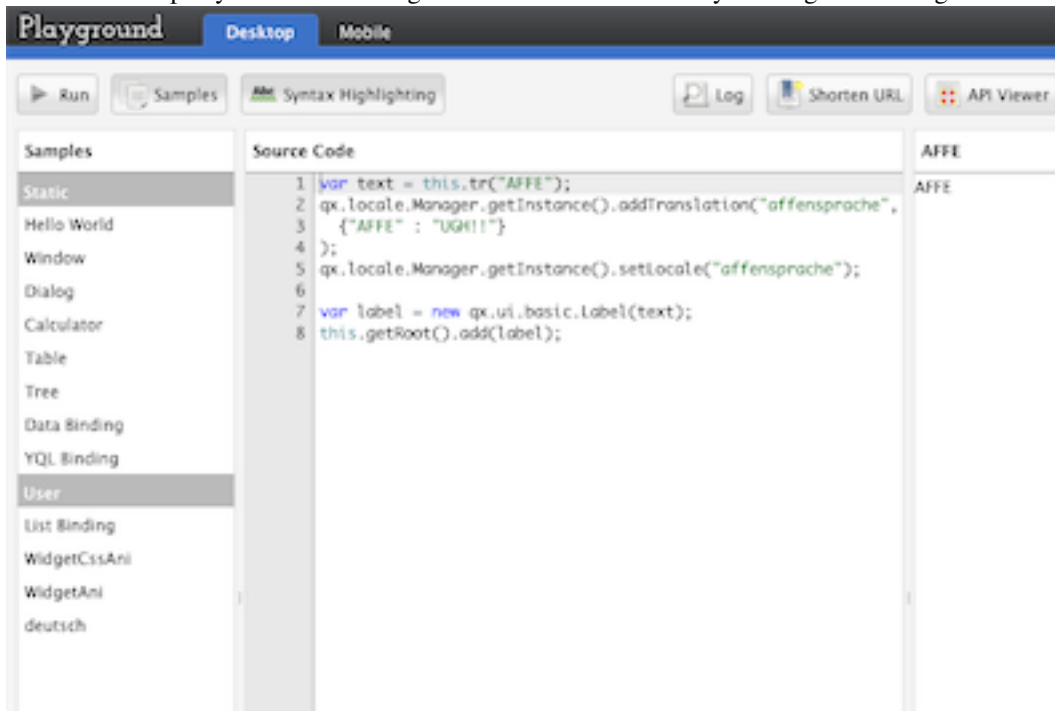 Playground Desktop Mobile
Run Samples Abc Syntax Highlighting Log Shorten URL API Viewer
Samples
Static
Hello World
Window
Dialog
Calculator
Table
Tree
Data Binding
YQL Binding
User
List Binding
WidgetCssAni
WidgetAni
deutsch
Source Code
1 var text = this.tr("AFFE");
2 qx.locale.Manager.getInstance().addTranslation("affensprache",
3 {"AFFE" : "UGH!!"}
4 );
5 qx.locale.Manager.getInstance().setLocale("affensprache");
6
7 var label = new qx.ui.basic.Label(text);
8 this.getRoot().add(label);
AFFE
AFFE